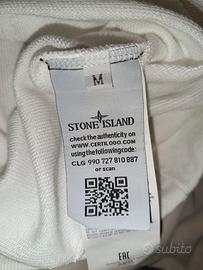 M
STONE ISLAND
check the authenticity on
www.certilogo.com
using the following code:
CLG 990 727 810 887
or scan
EAC
subito